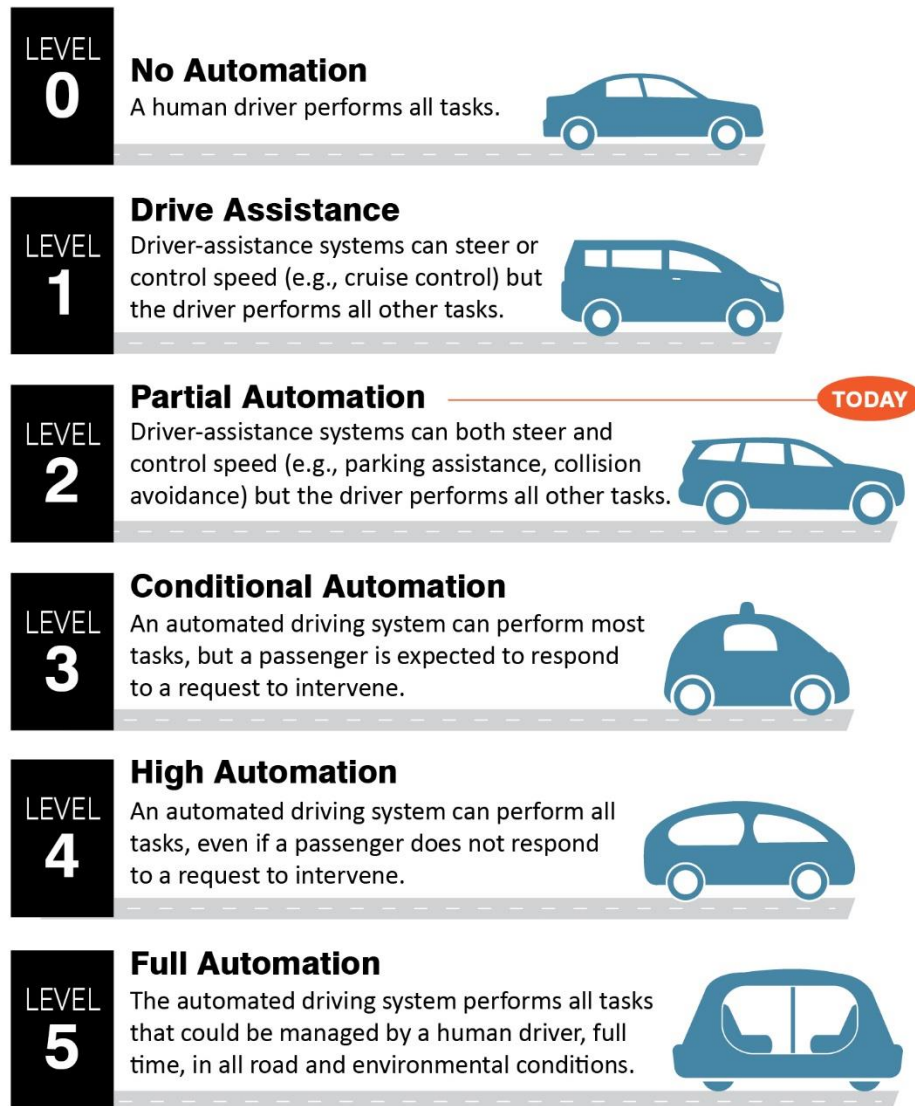 LEVEL
0
No Automation
A human driver performs all tasks.
LEVEL
1
Drive Assistance
Driver-assistance systems can steer or
control speed (e.g., cruise control) but
the driver performs all other tasks.
LEVEL
2
Partial Automation
TODAY
Driver-assistance systems can both steer and
control speed (e.g., parking assistance, collision
avoidance) but the driver performs all other tasks.
LEVEL
3
Conditional Automation
An automated driving system can perform most
tasks, but a passenger is expected to respond
to a request to intervene.
LEVEL
4
High Automation
An automated driving system can perform all
tasks, even if a passenger does not respond
to a request to intervene.
LEVEL
5
Full Automation
The automated driving system performs all tasks
that could be managed by a human driver, full
time, in all road and environmental conditions.